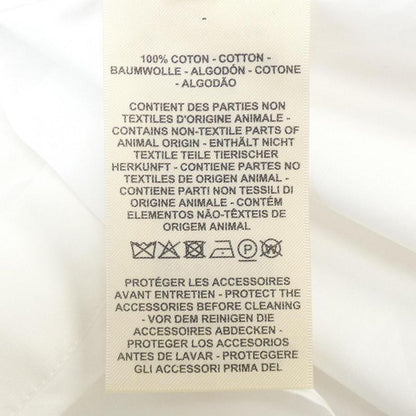 100% COTON - COTTON -
BAUMWOLLE - ALGODÓN - COTONE
- ALGODÃO
CONTIENT DES PARTIES NON
TEXTILES D'ORIGINE ANIMALE -
CONTAINS NON-TEXTILE PARTS OF
ANIMAL ORIGIN - ENTHÄLT NICHT
TEXTILE TEILE TIERISCHER
HERKUNFT - CONTIENE PARTES NO
TEXTILES DE ORIGEN ANIMAL -
CONTIENE PARTI NON TESSILI DI
ORIGINE ANIMALE - CONTÉM
ELEMENTOS NÃO-TÊXTEIS DE
ORIGEM ANIMAL
P W
PROTÉGER LES ACCESSOIRES
AVANT ENTRETIEN - PROTECT THE
ACCESSORIES BEFORE CLEANING
- VOR DEM REINIGEN DIE
ACCESSOIRES ABDECKEN -
PROTEGER LOS ACCESORIOS
ANTES DE LAVAR - PROTEGGERE
GLI ACCESSORI PRIMA DEL